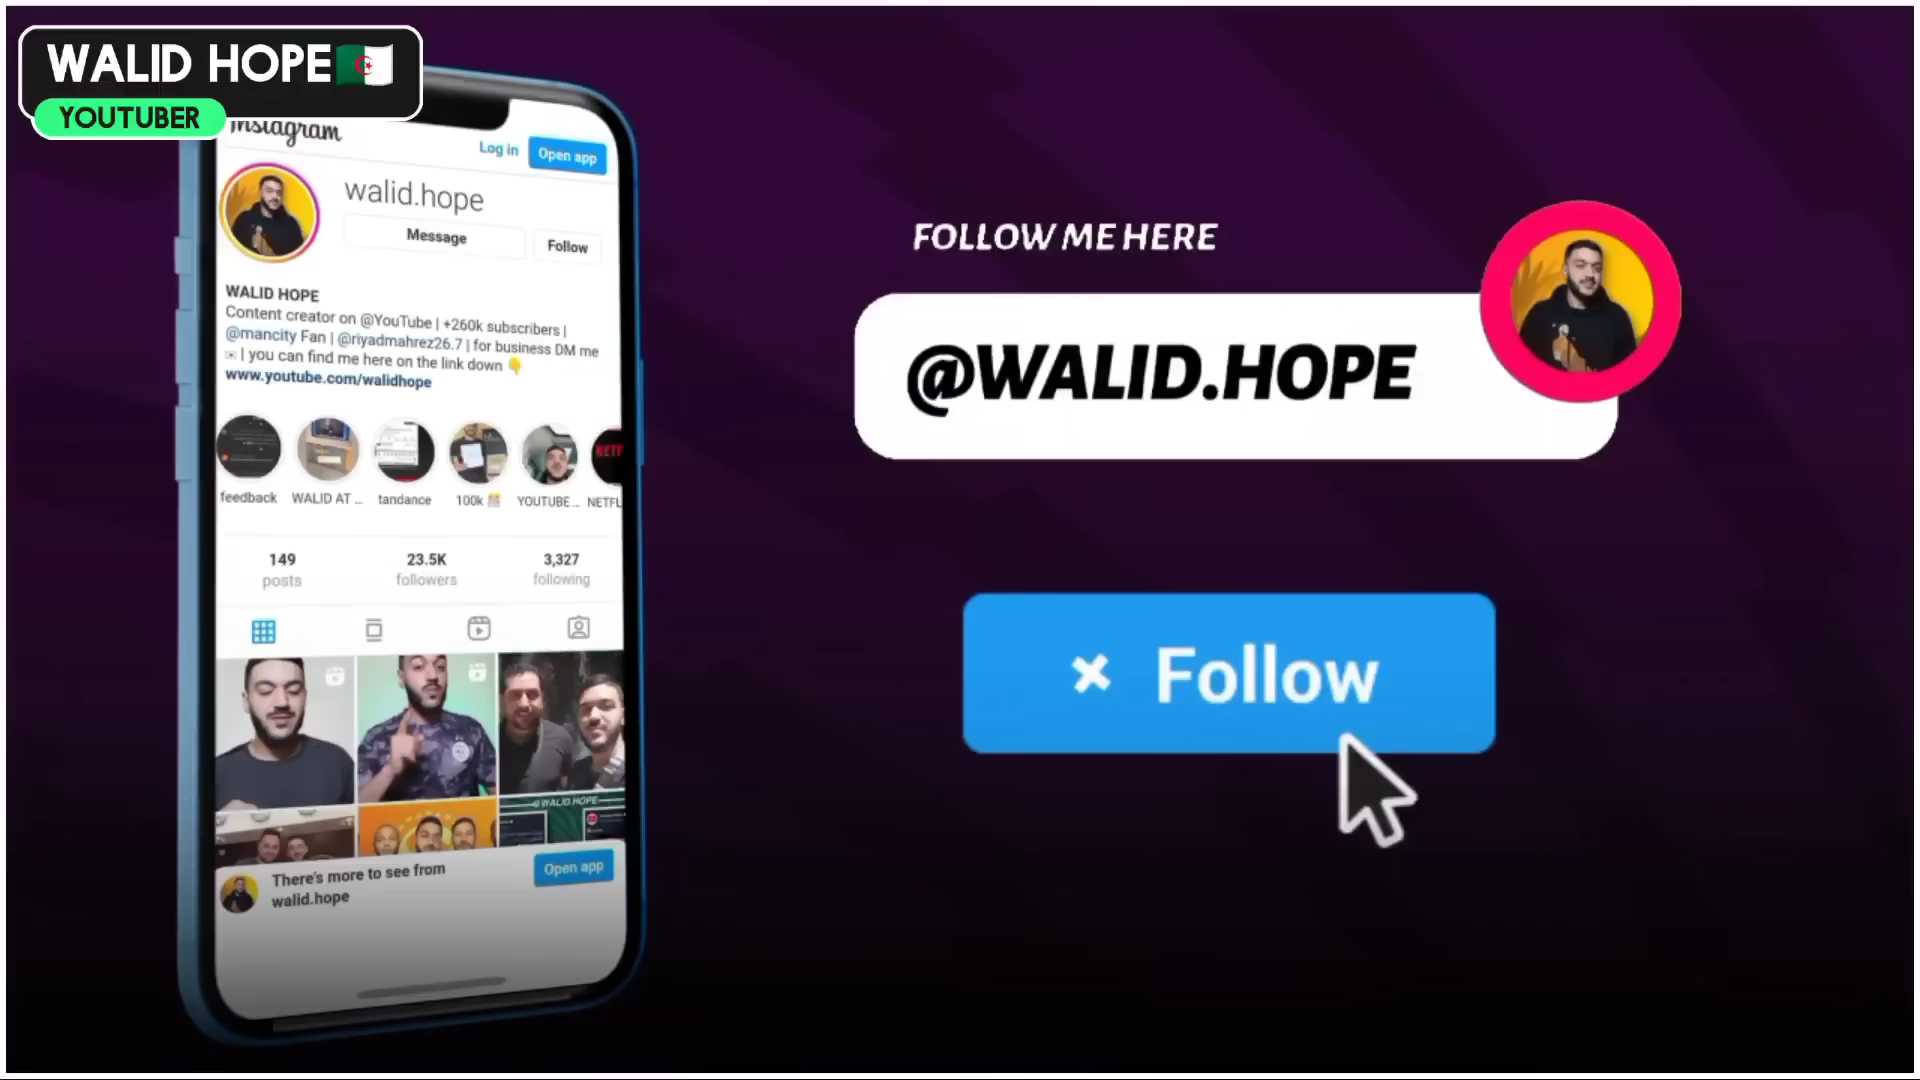 WALID HOPE
YOUTUBER
Instagram
Log in
Open app
walid.hope
Message
Follow
WALID HOPE
Content creator on @YouTube | +260k subscribers |
@mancity Fan | @riyadmahrez26.7 | for business DM me
✉️ | you can find me here on the link down 👇
www.youtube.com/walidhope
feedback
WALID AT ...
tandance
100k 🎊
YOUTUBE ...
NETFL
149
posts
23.5K
followers
3,327
following
@WALID HOPE
There's more to see from
walid.hope
Open app
FOLLOW ME HERE
@WALID.HOPE
Follow